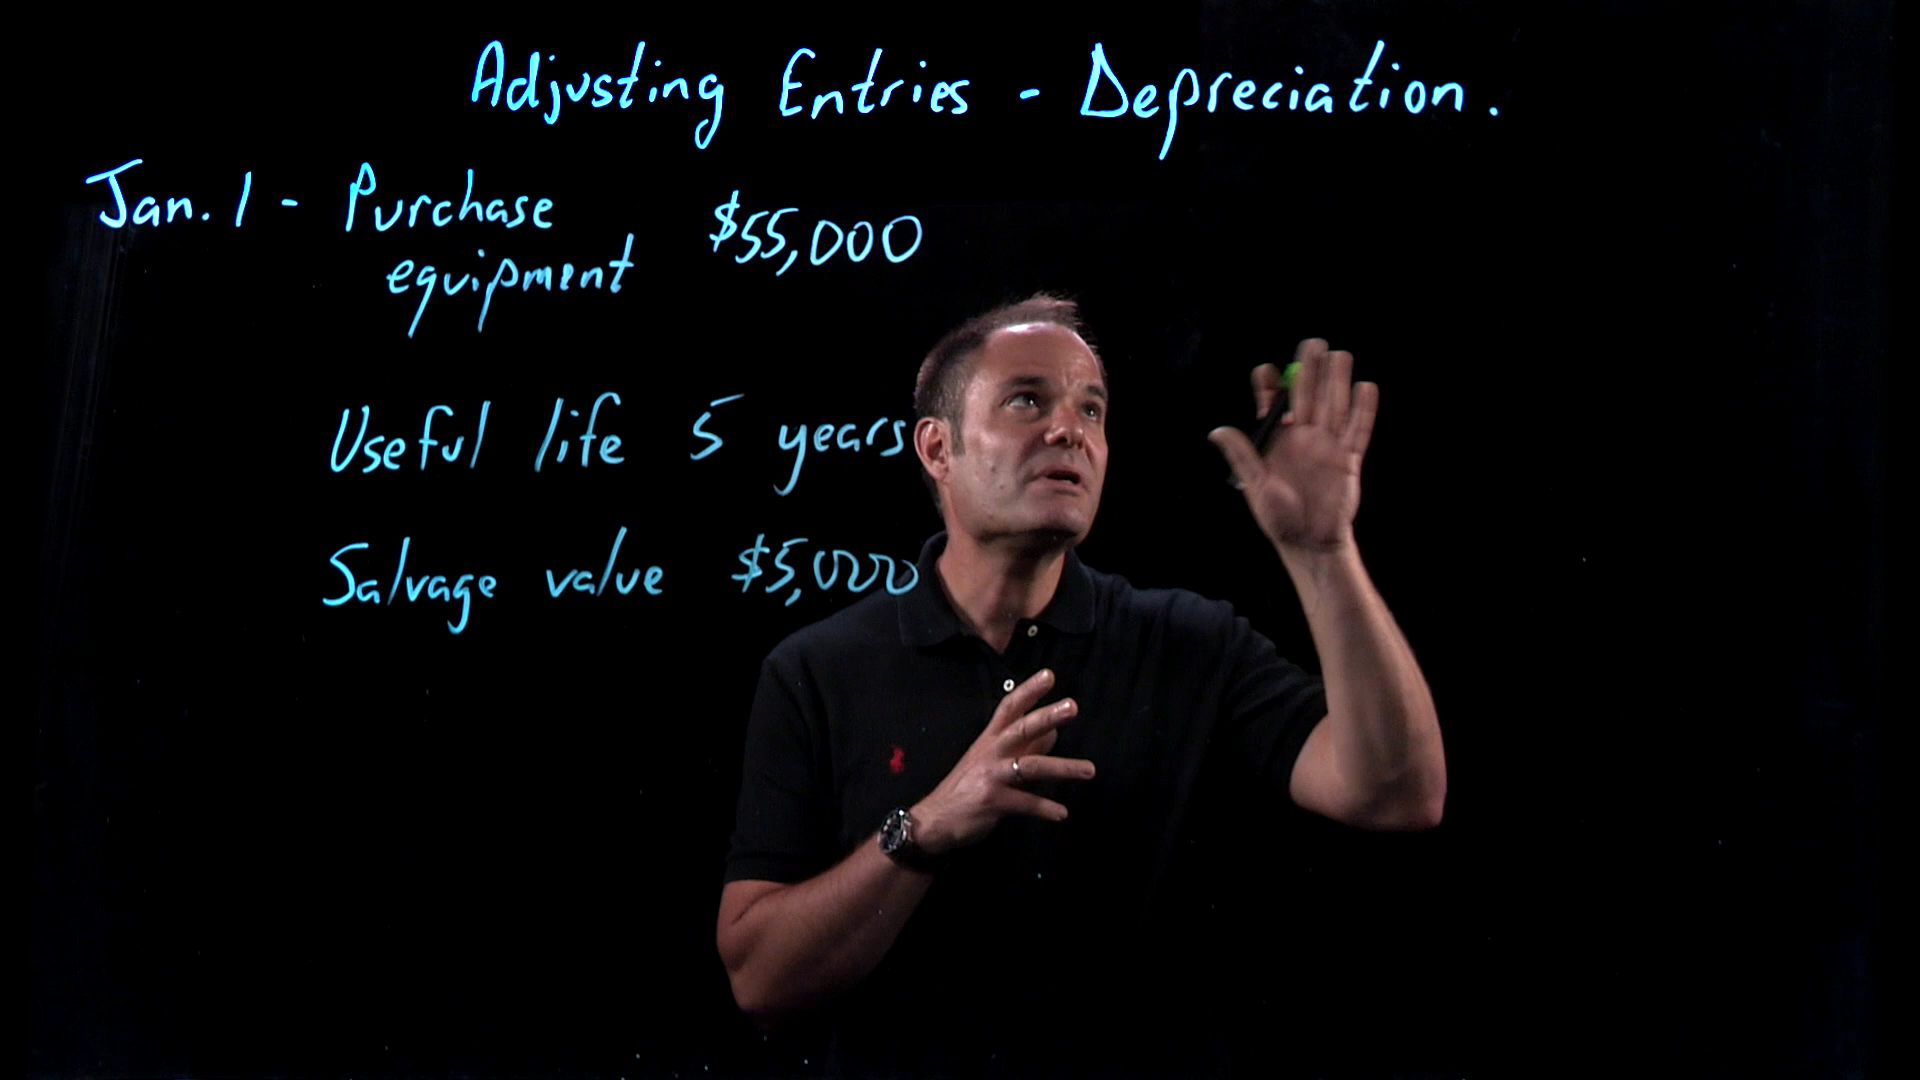 Adjusting Entries - Depreciation.
Jan. 1 - Purchase equipment $55,000
Useful life 5 years
Salvage value $5,000